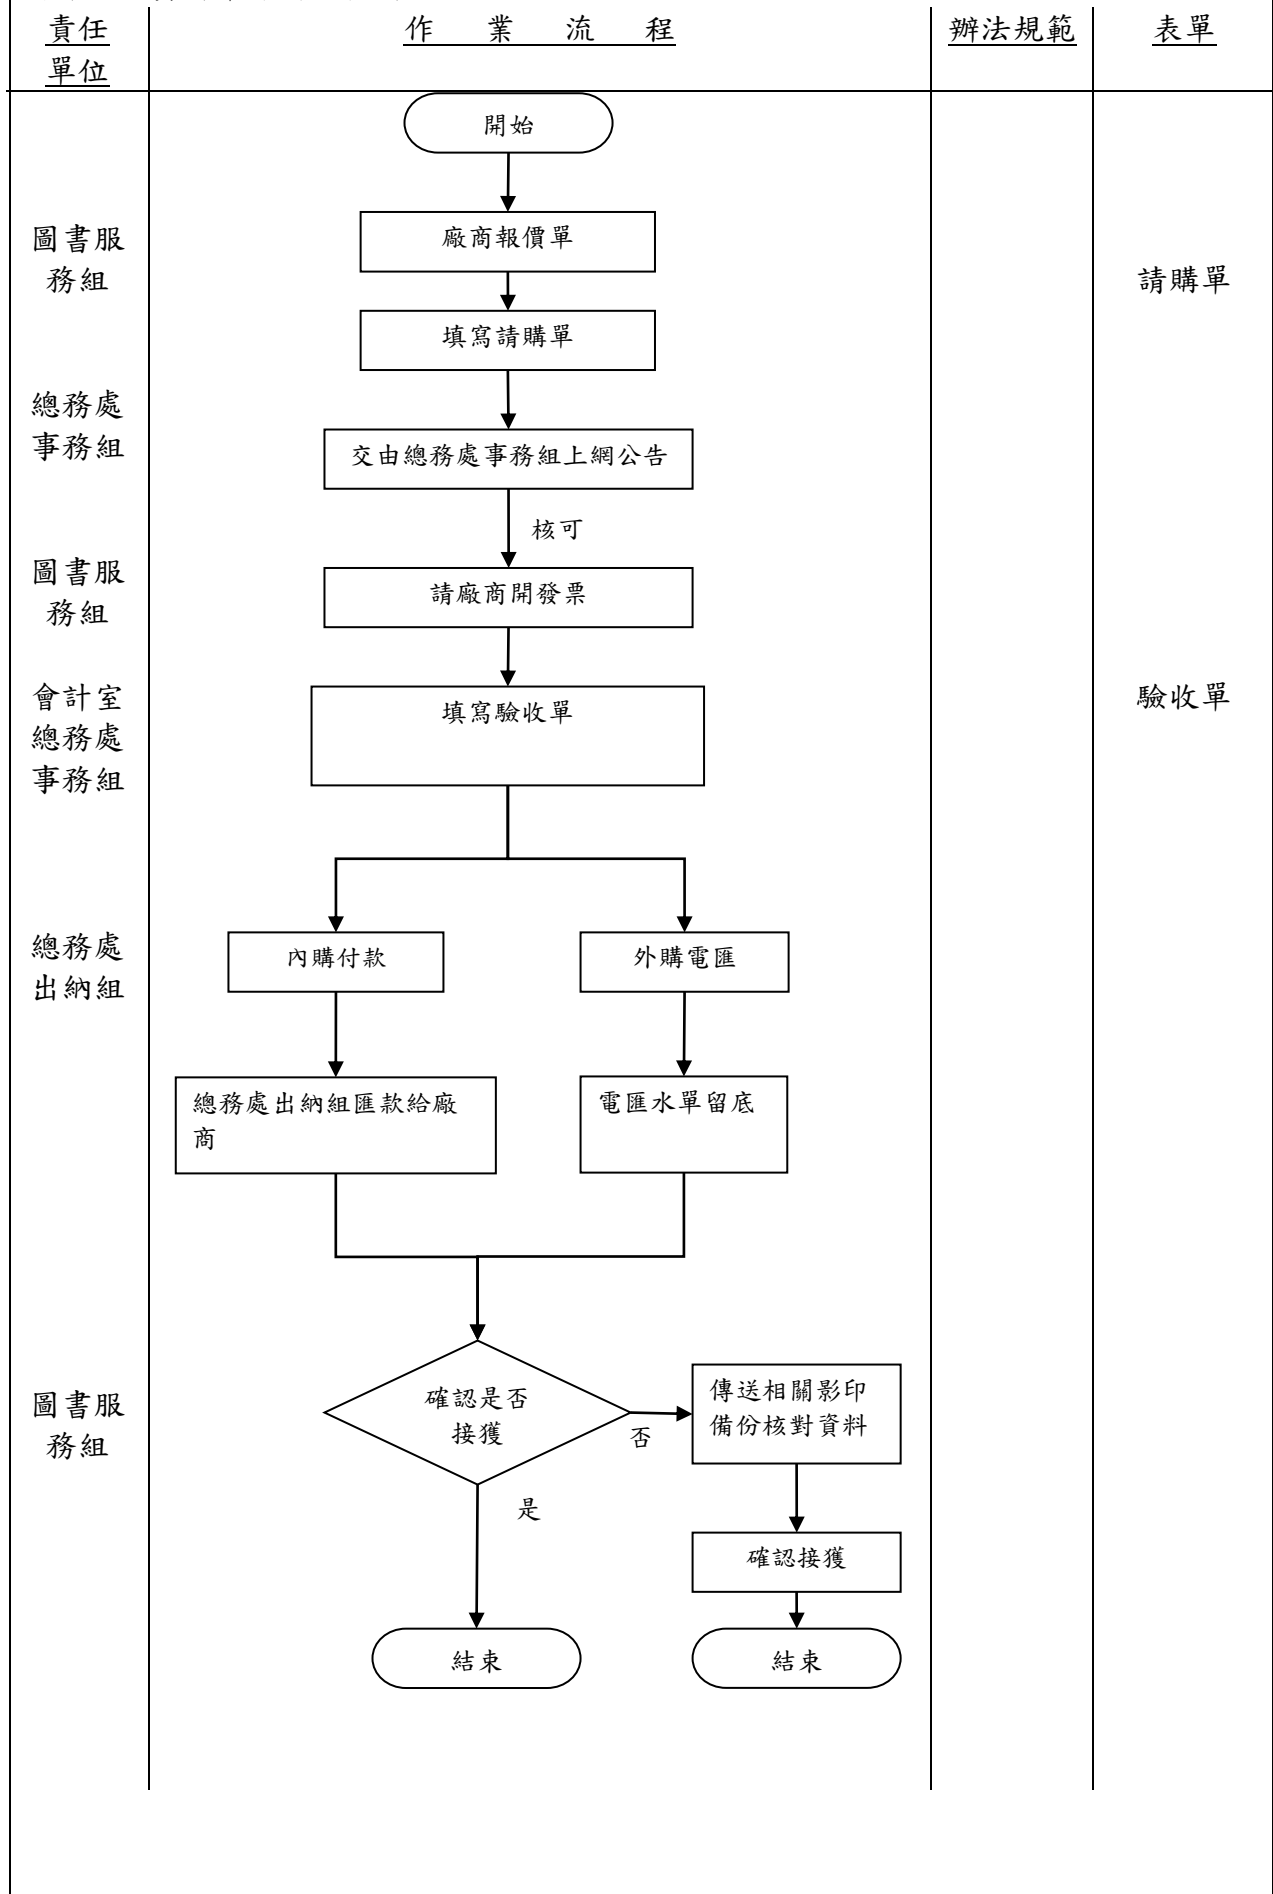 責任
單位
作 業 流 程
辦法規範
表單
開始
圖書服
務組
廠商報價單
請購單
填寫請購單
總務處
事務組
交由總務處事務組上網公告
核可
圖書服
務組
請廠商開發票
會計室
總務處
事務組
填寫驗收單
驗收單
總務處
出納組
內購付款
外購電匯
總務處出納組匯款給廠
商
電匯水單留底
圖書服
務組
確認是否
接獲
否
傳送相關影印
備份核對資料
是
確認接獲
結束
結束